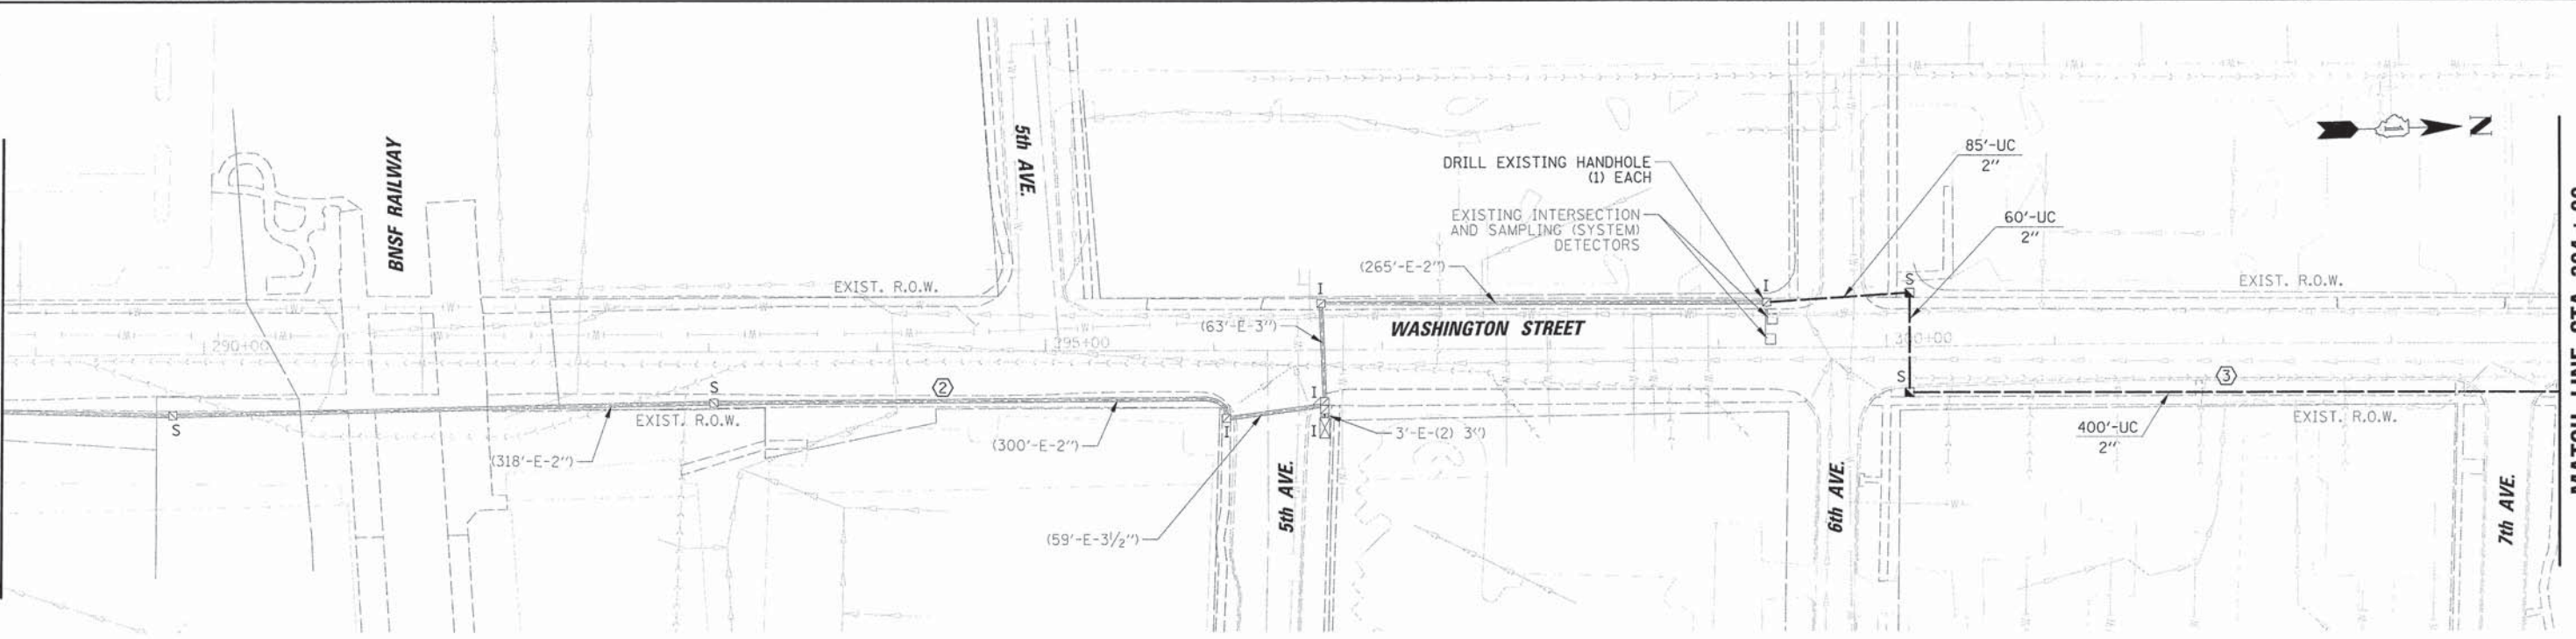 BNSF RAILWAY
5th AVE.
N
DRILL EXISTING HANDHOLE
(1) EACH
EXISTING INTERSECTION
AND SAMPLING (SYSTEM)
DETECTORS
85'-UC
2"
60'-UC
2"
(265'-E-2")
EXIST. R.O.W.
I
I
S
EXIST. R.O.W.
(63'-E-3")
WASHINGTON STREET
290+00
295+00
300+00
S
2
I
S
3
S
EXIST. R.O.W.
I
I
3'-E-(2) 3")
EXIST. R.O.W.
400'-UC
2"
(318'-E-2")
(300'-E-2")
(59'-E-3½")
5th AVE.
6th AVE.
7th AVE.